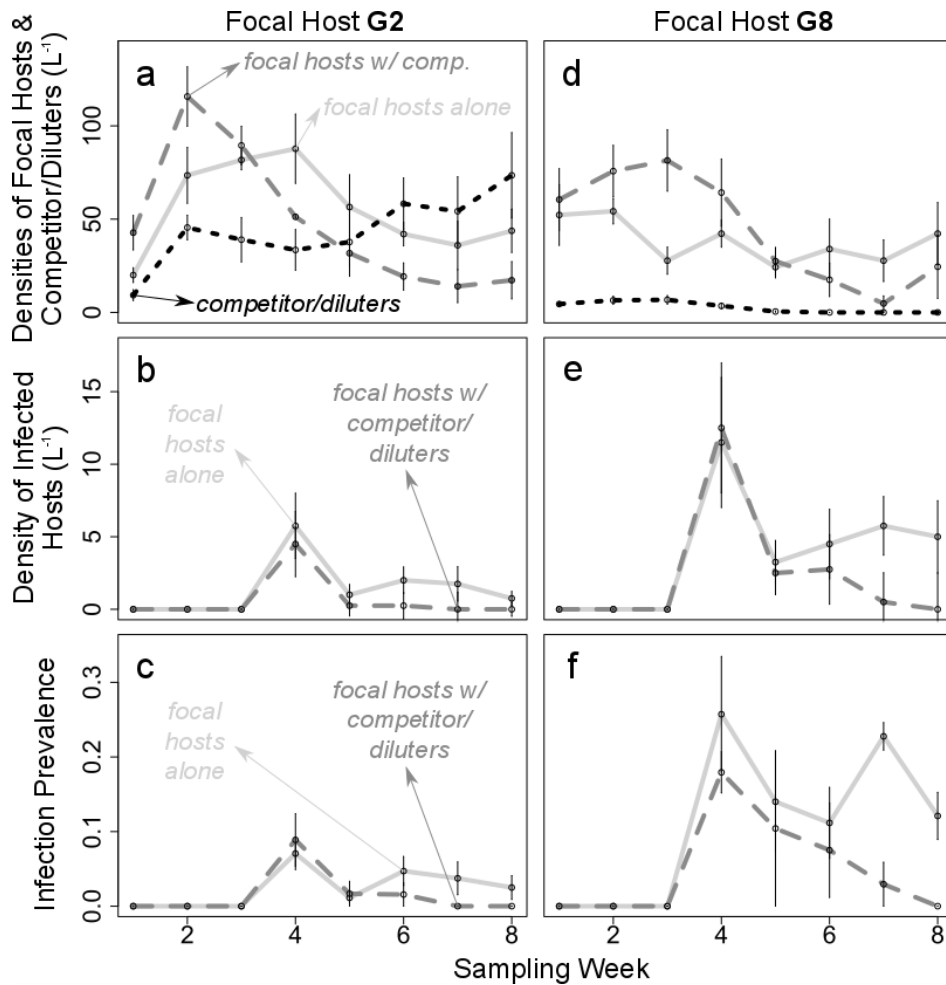 Focal Host G2
Focal Host G8
Densities of Focal Hosts &
Competitor/Diluters (L-1)
0
50
100
a
focal hosts w/ comp.
focal hosts alone
competitor/diluters
d
Density of Infected
Hosts (L-1)
0
5
10
15
b
focal
hosts
alone
focal hosts w/
competitor/
diluters
e
Infection Prevalence
0.0
0.1
0.2
0.3
c
focal
hosts
alone
focal hosts w/
competitor/
diluters
f
2 4 6 8
2 4 6 8
Sampling Week